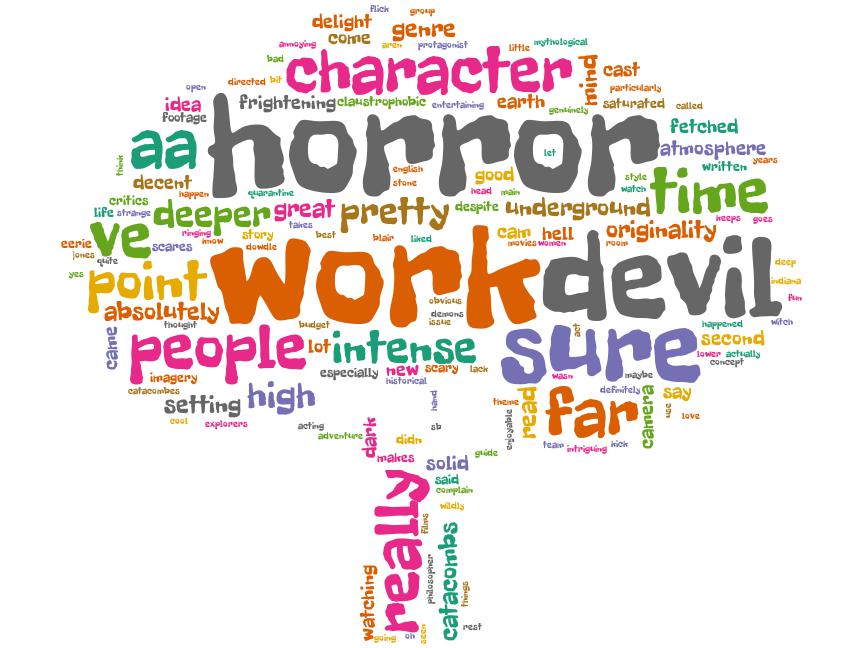 flick group
delight genre
come aren protagonist
annoying little mythological
bad character mind cast
open directed bit particularly
idea frightening claustrophobic entertaining earth genuinely saturated called
footage
aa horror let fetched
think english atmosphere
stone good style written years
decent happen quarantine head main watch time
critics
life strange deeper great pretty despite underground keeps goes
ringing takes
eerie ve scares know story best blair liked cam hell originality
jones quite dowdle movies women room
yes point work devil deep
indiana
absolutely obvious fun
demons
came thought budget issue act happened witch
people lot intense sure second
lower actually
especially new scary lack wasn maybe concept
imagery historical
catacombes high hand theme definitely camera say
setting enjoyable read far use love
cool explorers acting sb
adventure dark didn team intriguing kick
makes solid guide
said
complain
really wildly
films
watching philosopher catacombs things
going oh seen rest